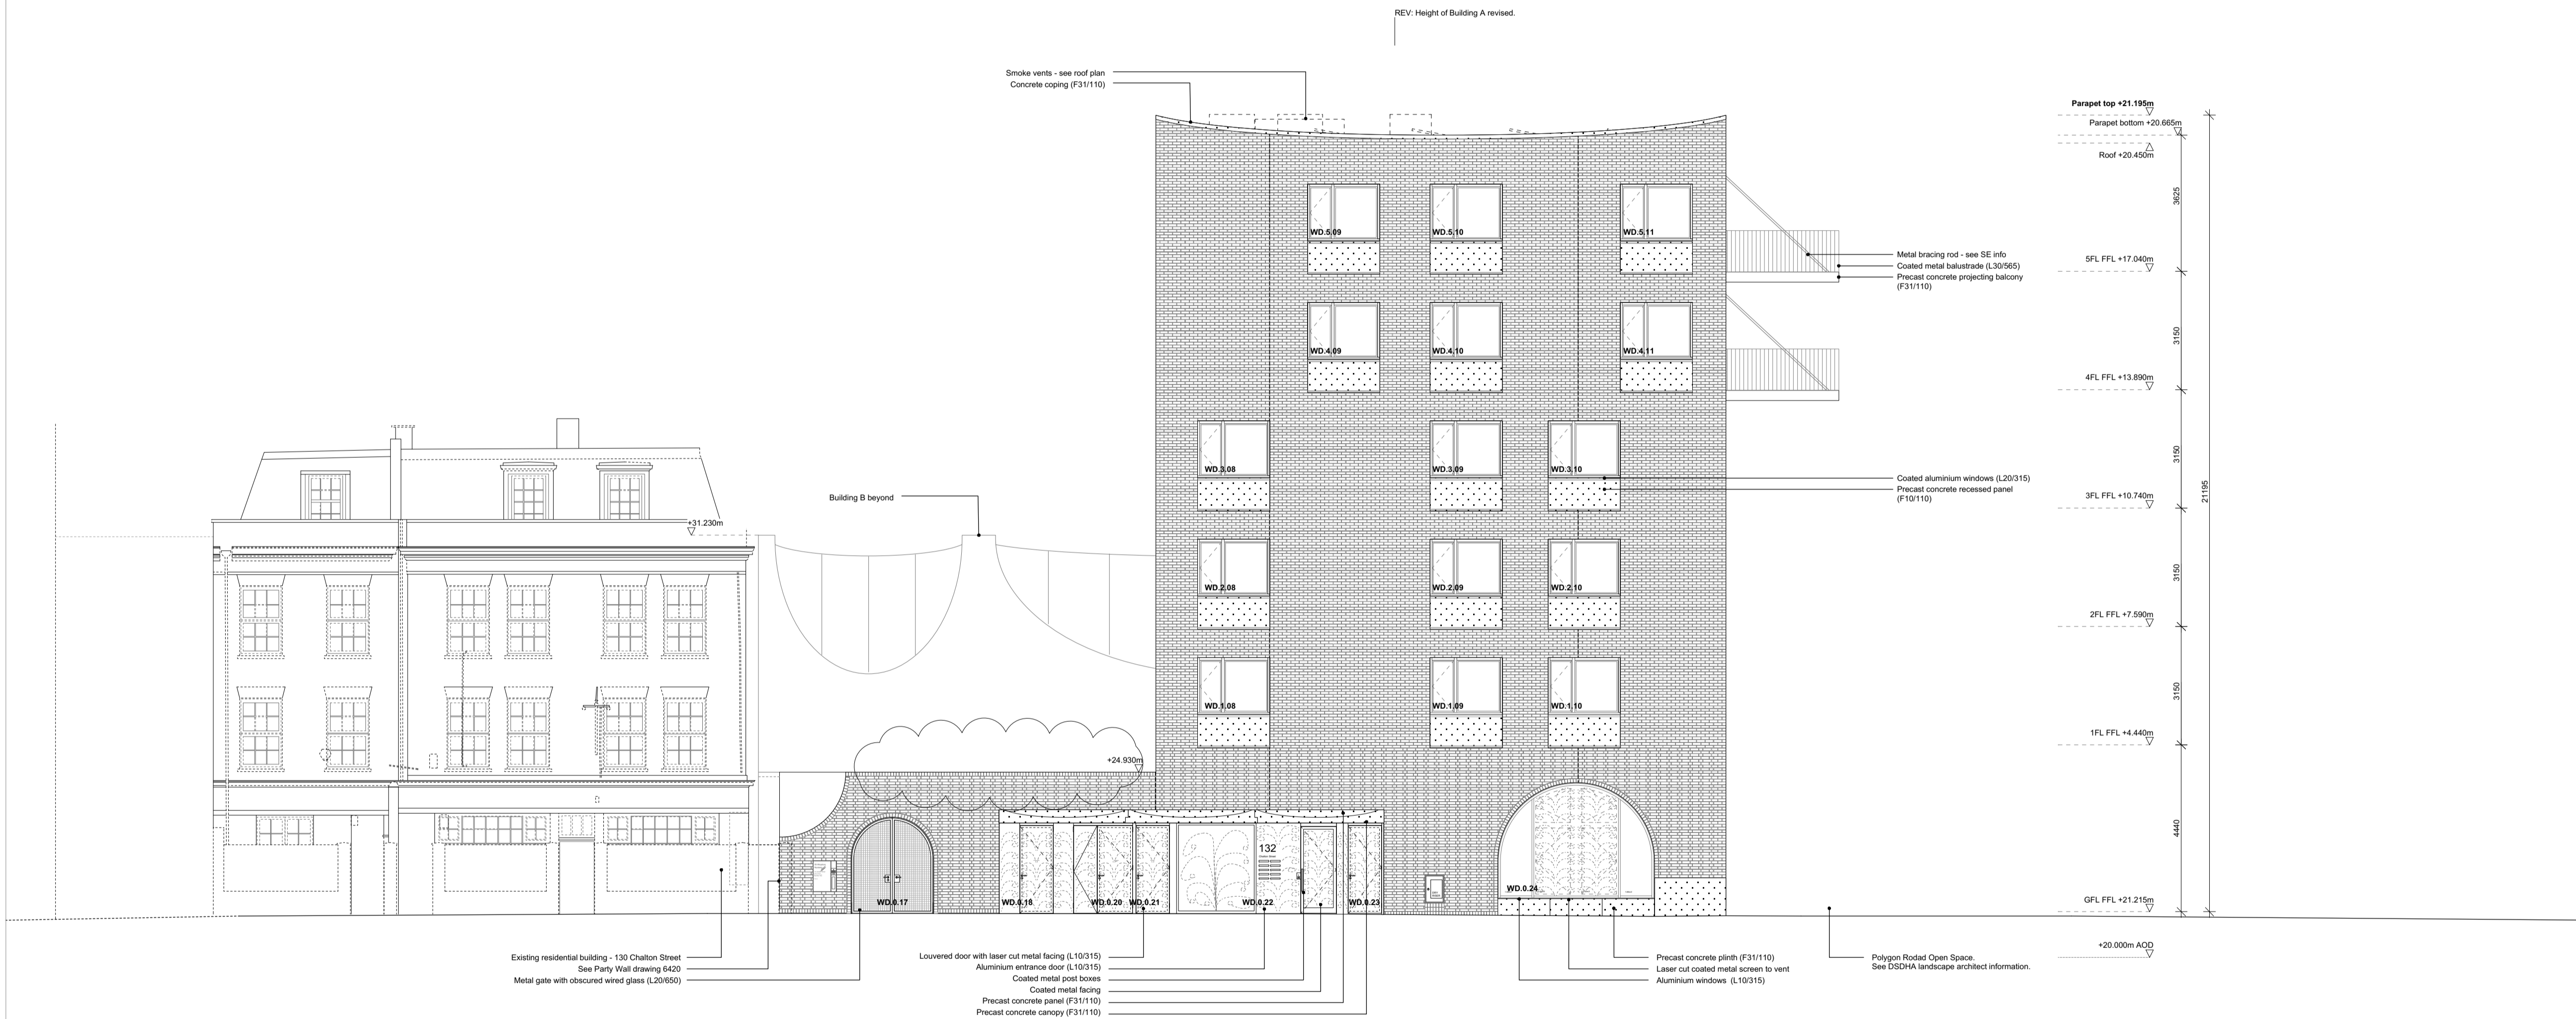 REV: Height of Building A revised.
Smoke vents - see roof plan
Concrete coping (F31/110)
Parapet top +21.195m
Parapet bottom +20.665m
Roof +20.450m
3625
WD.5.09
WD.5.10
WD.5.11
Metal bracing rod - see SE info
Coated metal balustrade (L30/565)
Precast concrete projecting balcony
(F31/110)
5FL FFL +17.040m
3150
WD.4.09
WD.4.10
WD.4.11
4FL FFL +13.890m
3150
WD.3.08
WD.3.09
WD.3.10
Coated aluminium windows (L20/315)
Precast concrete recessed panel
(F10/110)
3FL FFL +10.740m
21195
Building B beyond
+31.230m
3150
WD.2.08
WD.2.09
WD.2.10
2FL FFL +7.590m
3150
WD.1.08
WD.1.09
WD.1.10
1FL FFL +4.440m
+24.930m
4440
132
Chalton Street
WD.0.17
WD.0.18
WD.0.20
WD.0.21
WD.0.22
WD.0.23
WD.0.24
GFL FFL +21.215m
+20.000m AOD
Existing residential building - 130 Chalton Street
See Party Wall drawing 6420
Metal gate with obscured wired glass (L20/650)
Louvered door with laser cut metal facing (L10/315)
Aluminium entrance door (L10/315)
Coated metal post boxes
Coated metal facing
Precast concrete panel (F31/110)
Precast concrete canopy (F31/110)
Precast concrete plinth (F31/110)
Laser cut coated metal screen to vent
Aluminium windows (L10/315)
Polygon Rodad Open Space.
See DSDHA landscape architect information.